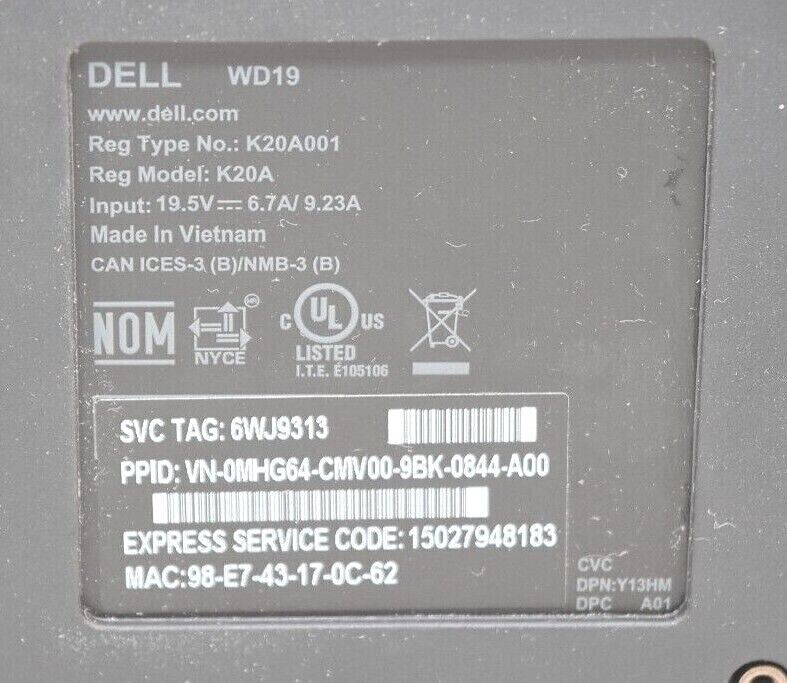 DELL WD19
www.dell.com
Reg Type No.: K20A001
Reg Model: K20A
Input: 19.5V⎓ 6.7A/ 9.23A
Made In Vietnam
CAN ICES-3 (B)/NMB-3 (B)
NOM
NYCE
C UL US
LISTED
I.T.E. E105106
SVC TAG: 6WJ9313
PPID: VN-0MHG64-CMV00-9BK-0844-A00
EXPRESS SERVICE CODE: 15027948183
MAC:98-E7-43-17-0C-62
CVC
DPN:Y13HM
DPC A01